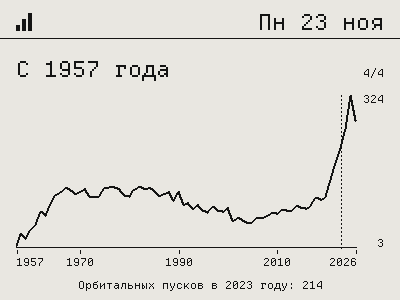 Пн 23 ноя
С 1957 года
4/4
324
3
1957 1970 1990 2010 2026
Орбитальных пусков в 2023 году: 214